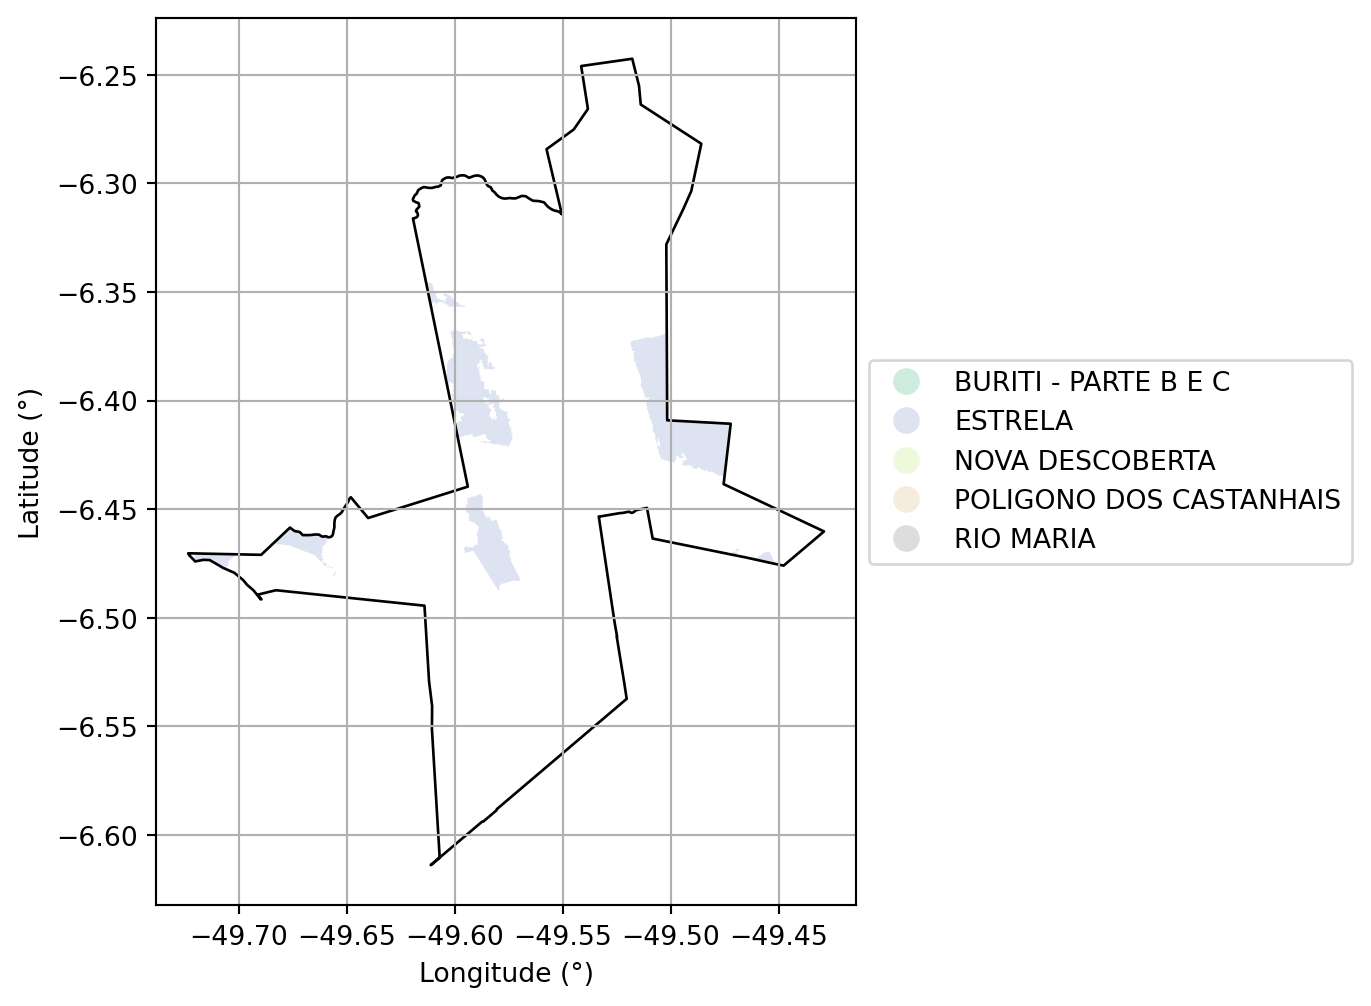 −6.25
−6.30
−6.35
−6.40
−6.45
−6.50
−6.55
−6.60
Latitude (°)
−49.70 −49.65 −49.60 −49.55 −49.50 −49.45
Longitude (°)
BURITI - PARTE B E C
ESTRELA
NOVA DESCOBERTA
POLIGONO DOS CASTANHAIS
RIO MARIA